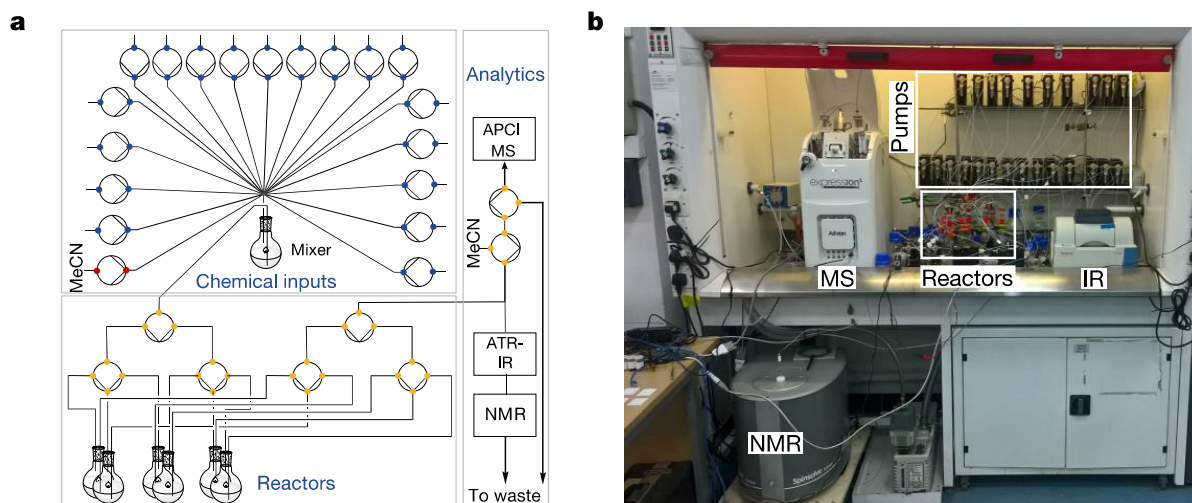 a
b
Analytics
APCI
MS
MeCN
Mixer
MeCN
Chemical inputs
ATR-
IR
NMR
Reactors
To waste
Pumps
expression
Advion
MS
Reactors
IR
NMR
Spinsolve